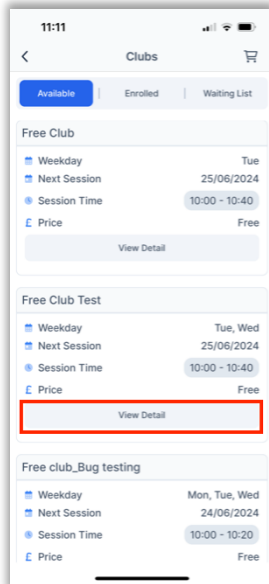 11:11
Clubs
Available | Enrolled | Waiting List
Free Club
Weekday Tue
Next Session 25/06/2024
Session Time 10:00 - 10:40
£ Price Free
View Detail
Free Club Test
Weekday Tue, Wed
Next Session 25/06/2024
Session Time 10:00 - 10:40
£ Price Free
View Detail
Free club_Bug testing
Weekday Mon, Tue, Wed
Next Session 24/06/2024
Session Time 10:00 - 10:20
£ Price Free